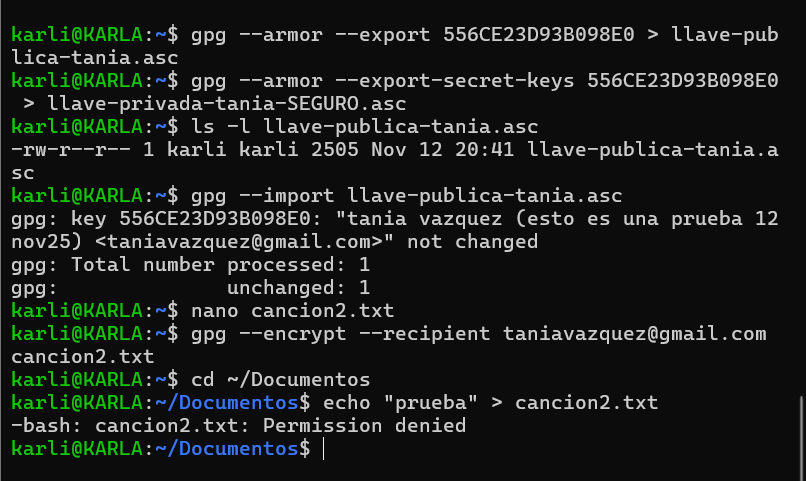 karli@KARLA:~$ gpg --armor --export 556CE23D93B098E0 > llave-pub
lica-tania.asc
karli@KARLA:~$ gpg --armor --export-secret-keys 556CE23D93B098E0
 > llave-privada-tania-SEGURO.asc
karli@KARLA:~$ ls -l llave-publica-tania.asc
-rw-r--r-- 1 karli karli 2505 Nov 12 20:41 llave-publica-tania.a
sc
karli@KARLA:~$ gpg --import llave-publica-tania.asc
gpg: key 556CE23D93B098E0: "tania vazquez (esto es una prueba 12
nov25) <taniavazquez@gmail.com>" not changed
gpg: Total number processed: 1
gpg:              unchanged: 1
karli@KARLA:~$ nano cancion2.txt
karli@KARLA:~$ gpg --encrypt --recipient taniavazquez@gmail.com
cancion2.txt
karli@KARLA:~$ cd ~/Documentos
karli@KARLA:~/Documentos$ echo "prueba" > cancion2.txt
-bash: cancion2.txt: Permission denied
karli@KARLA:~/Documentos$